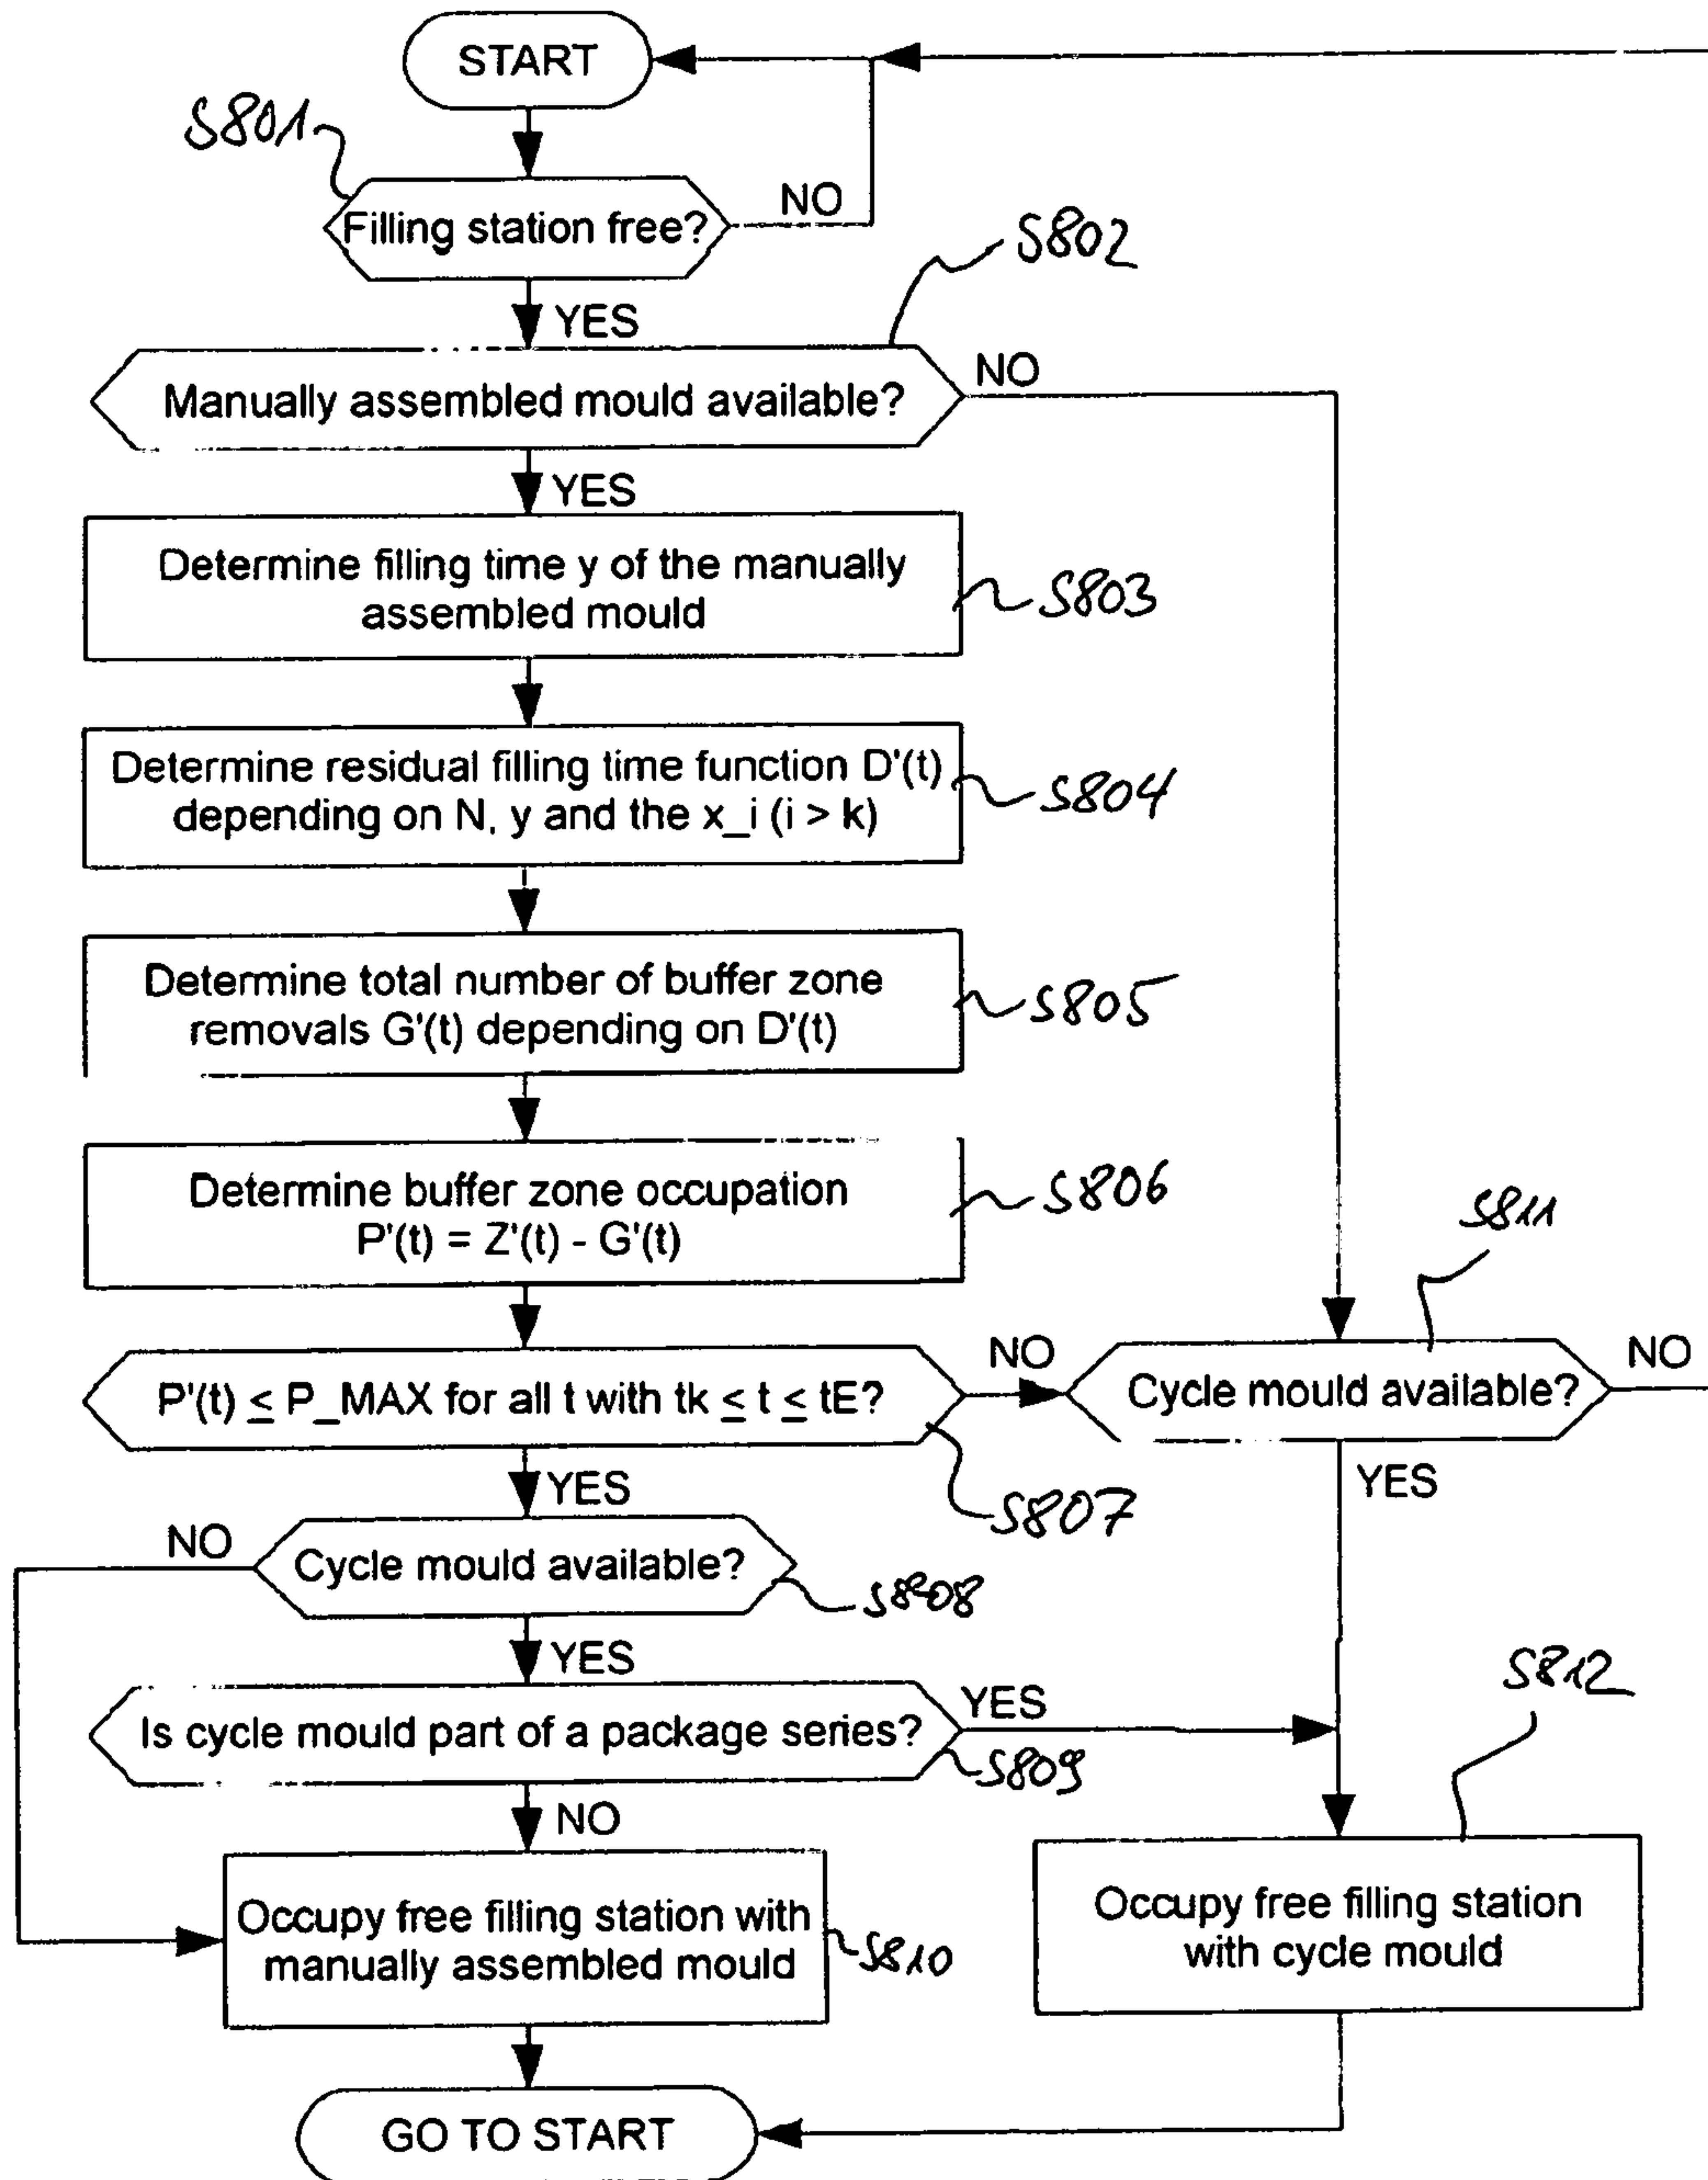 START
S801
Filling station free?
NO
S802
YES
Manually assembled mould available?
NO
YES
Determine filling time y of the manually
assembled mould
S803
Determine residual filling time function D'(t)
depending on N, y and the x_i (i > k)
S804
Determine total number of buffer zone
removals G'(t) depending on D'(t)
S805
Determine buffer zone occupation
P'(t) = Z'(t) - G'(t)
S806
S811
P'(t) ≤ P_MAX for all t with tk ≤ t ≤ tE?
NO
Cycle mould available?
NO
S807
YES
YES
NO
Cycle mould available?
S808
YES
Is cycle mould part of a package series?
YES
S809
S812
NO
Occupy free filling station with
manually assembled mould
S810
Occupy free filling station
with cycle mould
GO TO START